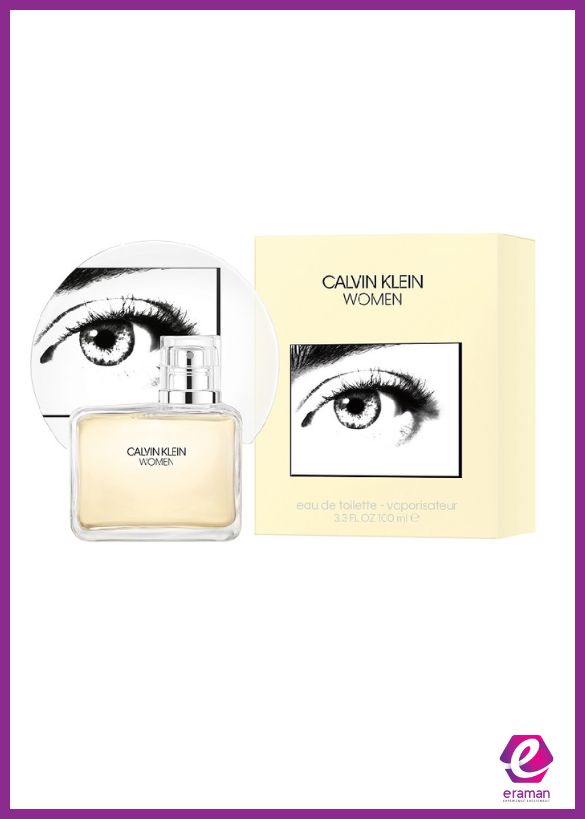 CALVIN KLEIN
WOMEN
CALVIN KLEIN
WOMEN
eau de toilette - vaporisateur
3.3 FL OZ 100 ml ℮
eraman